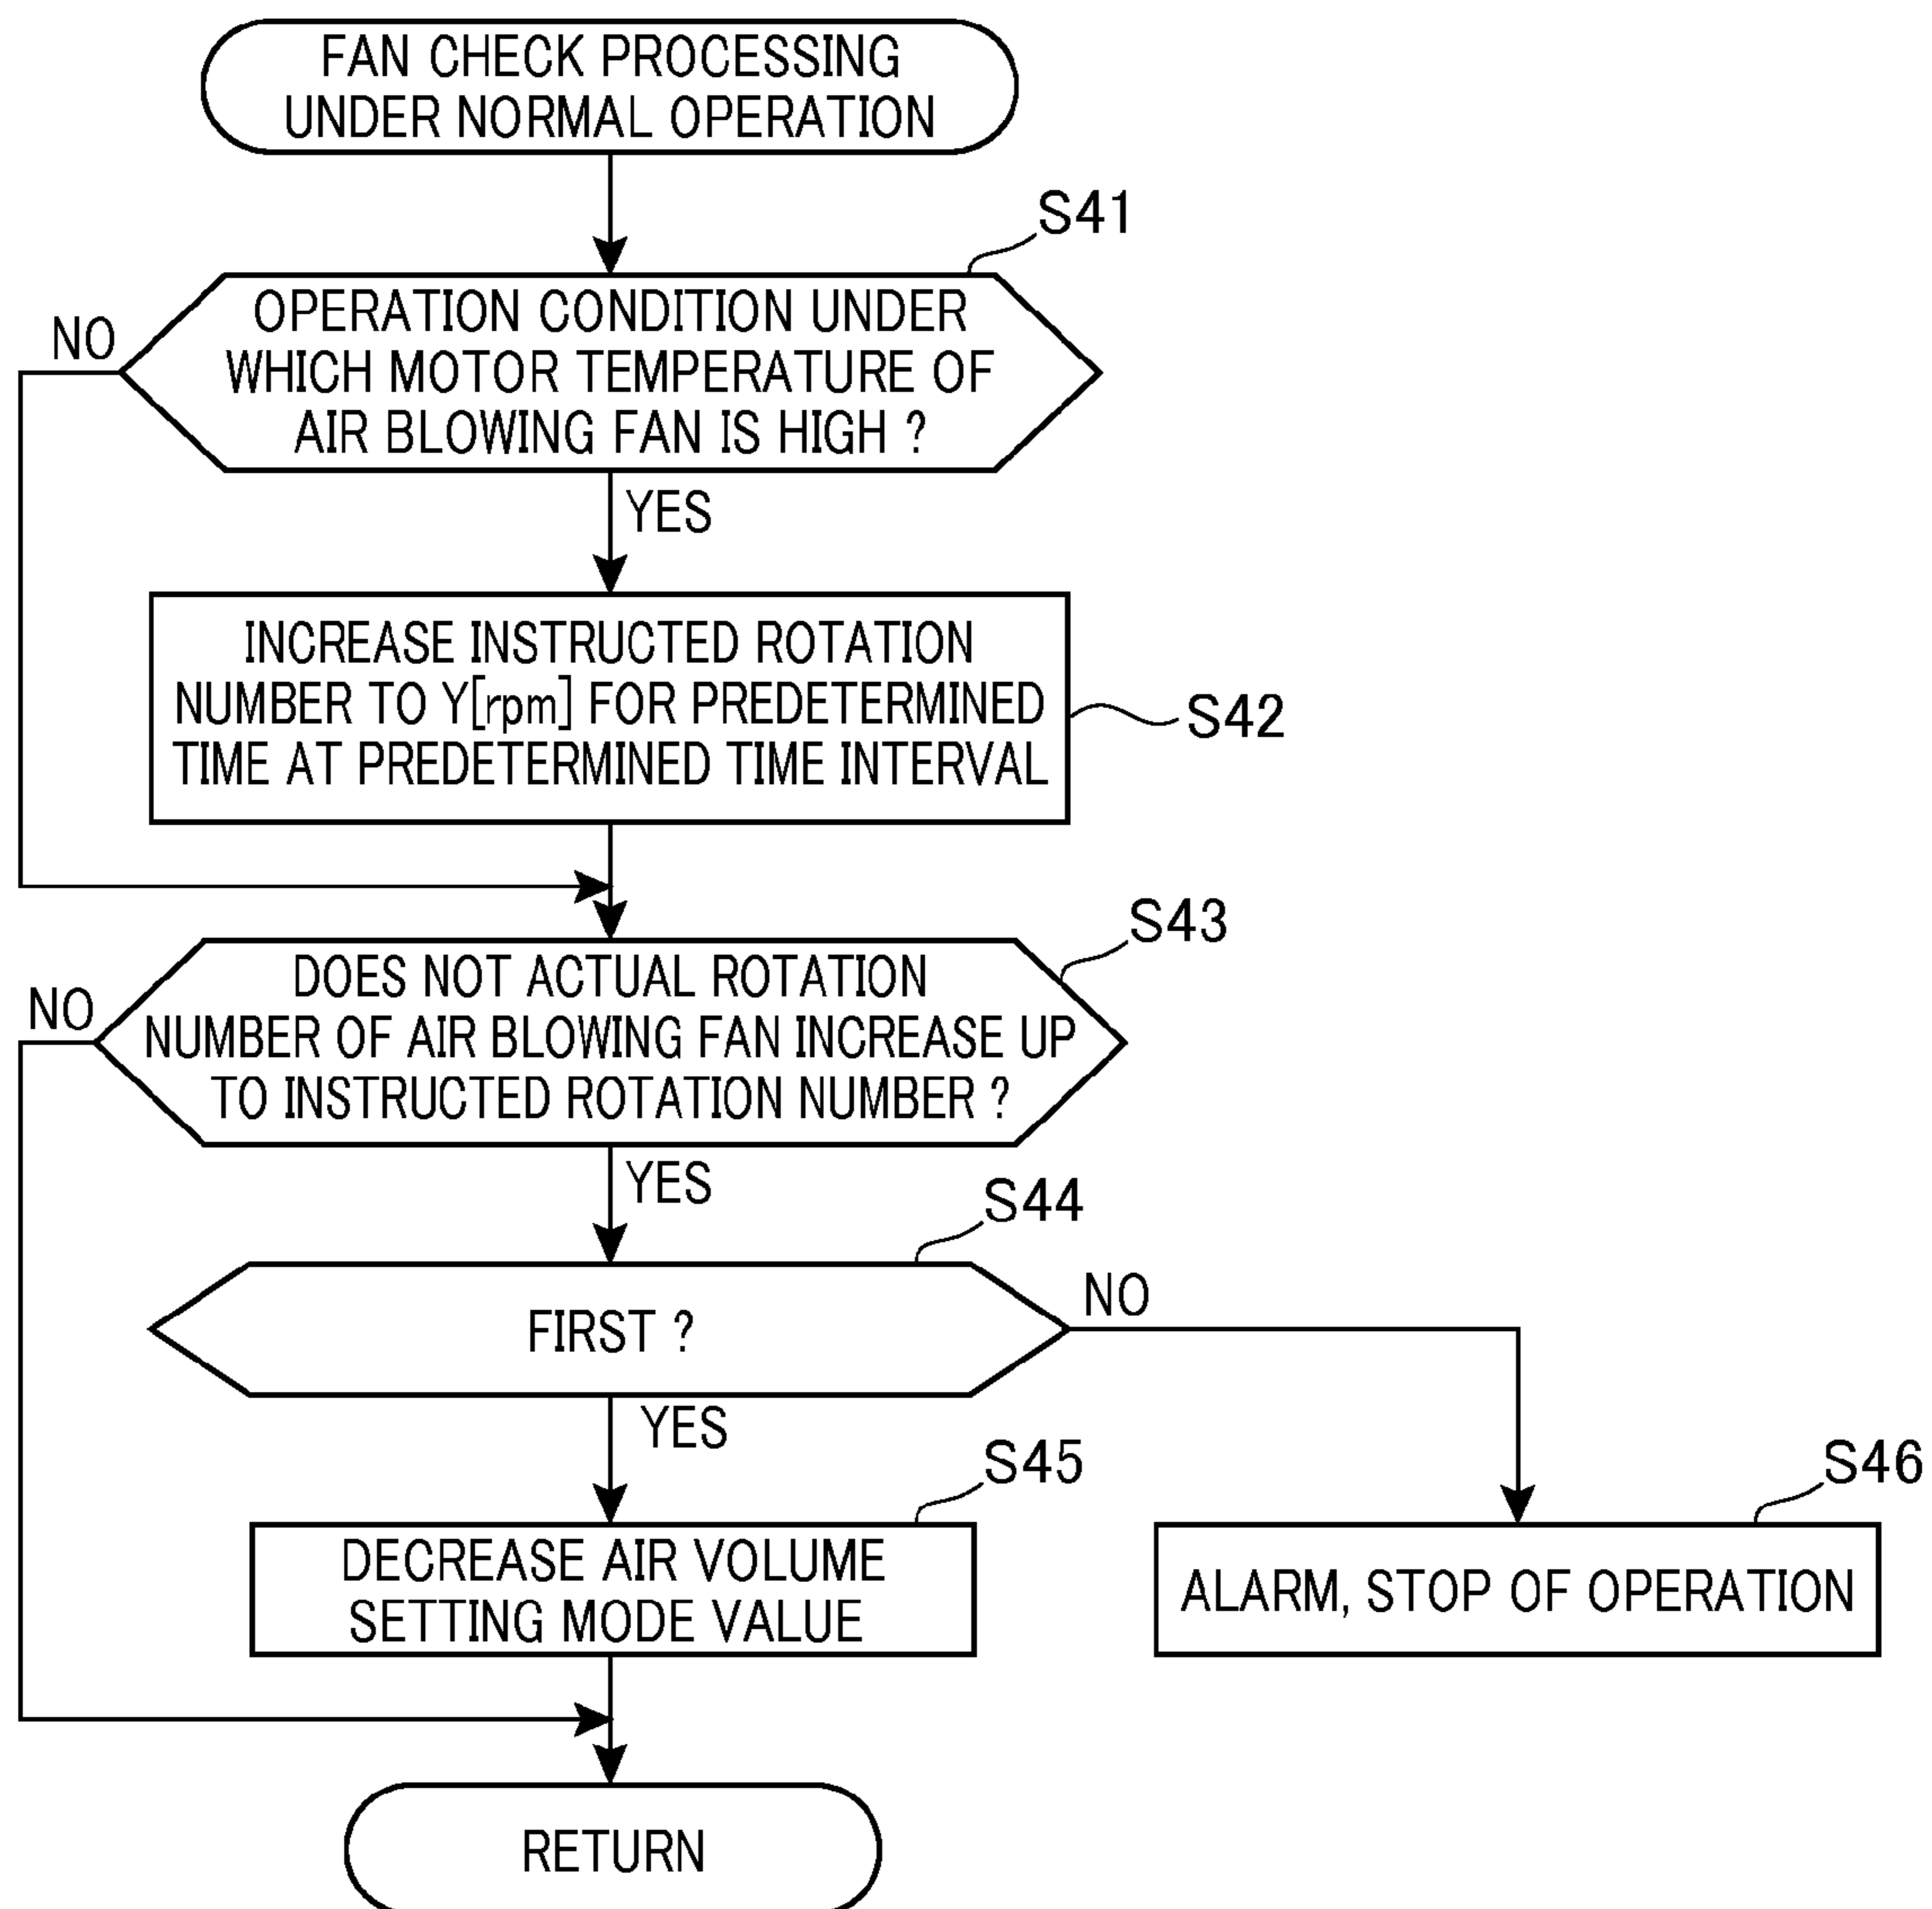 FAN CHECK PROCESSING
UNDER NORMAL OPERATION
S41
OPERATION CONDITION UNDER
WHICH MOTOR TEMPERATURE OF
AIR BLOWING FAN IS HIGH ?
NO
YES
INCREASE INSTRUCTED ROTATION
NUMBER TO Y[rpm] FOR PREDETERMINED
TIME AT PREDETERMINED TIME INTERVAL
S42
S43
DOES NOT ACTUAL ROTATION
NUMBER OF AIR BLOWING FAN INCREASE UP
TO INSTRUCTED ROTATION NUMBER ?
NO
YES
S44
FIRST ?
NO
YES
S45
DECREASE AIR VOLUME
SETTING MODE VALUE
S46
ALARM, STOP OF OPERATION
RETURN